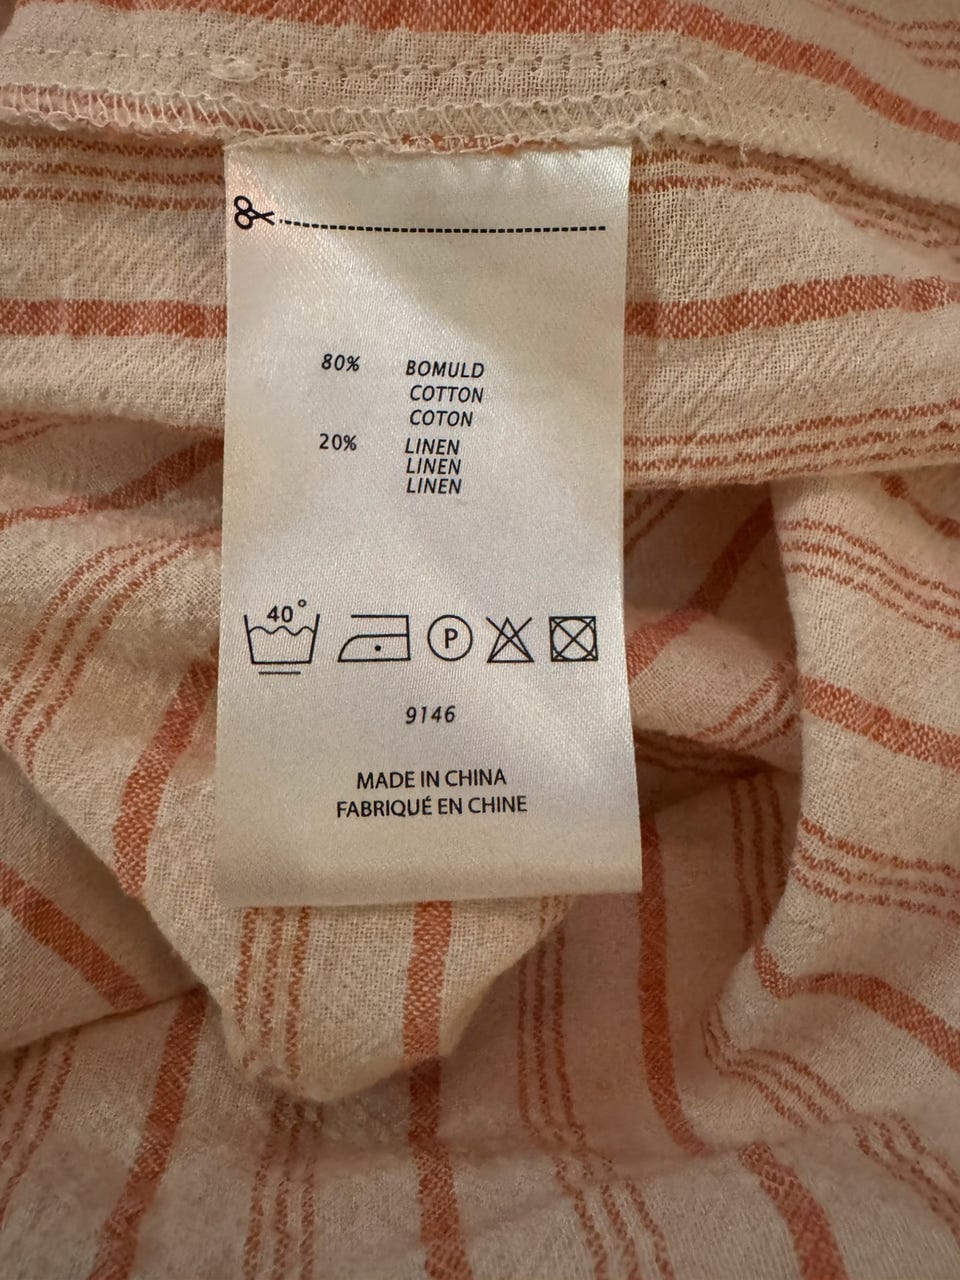 80% BOMULD
COTTON
COTON
20% LINEN
LINEN
LINEN
40°
P
9146
MADE IN CHINA
FABRIQUÉ EN CHINE